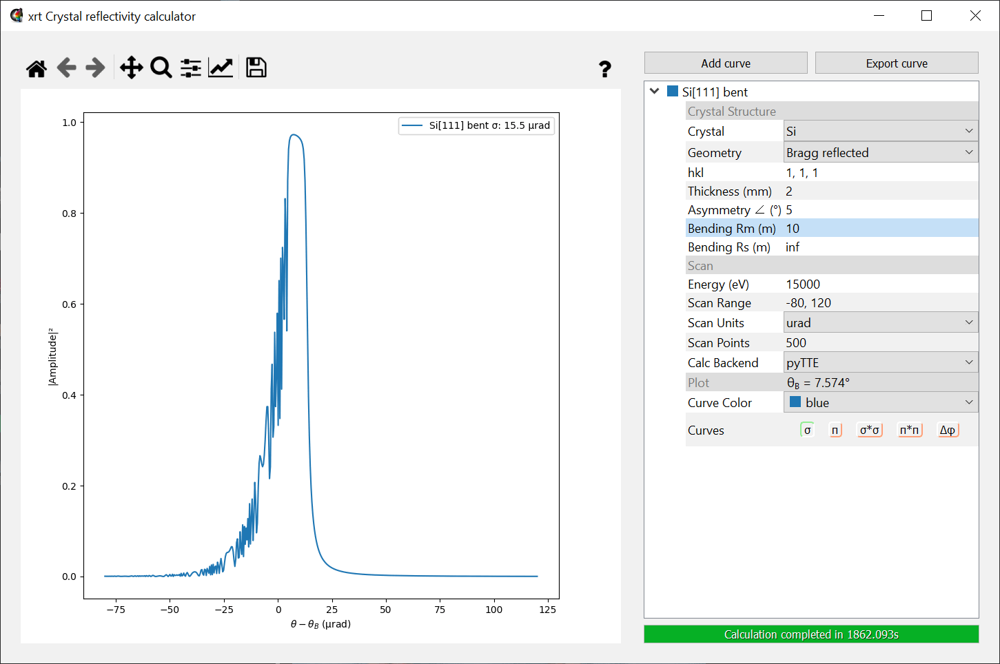 xrt Crystal reflectivity calculator
?
Add curve
Export curve
Si[111] bent σ: 15.5 μrad
1.0
0.8
0.6
0.4
0.2
0.0
|Amplitude|²
−75
−50
−25
0
25
50
75
100
125
θ − θB (μrad)
Si[111] bent
Crystal Structure
Crystal Si
Geometry Bragg reflected
hkl 1, 1, 1
Thickness (mm) 2
Asymmetry ∠ (°) 5
Bending Rm (m) 10
Bending Rs (m) inf
Scan
Energy (eV) 15000
Scan Range -80, 120
Scan Units urad
Scan Points 500
Calc Backend pyTTE
Plot θB = 7.574°
Curve Color blue
Curves σ π σ*σ π*π Δφ
Calculation completed in 1862.093s